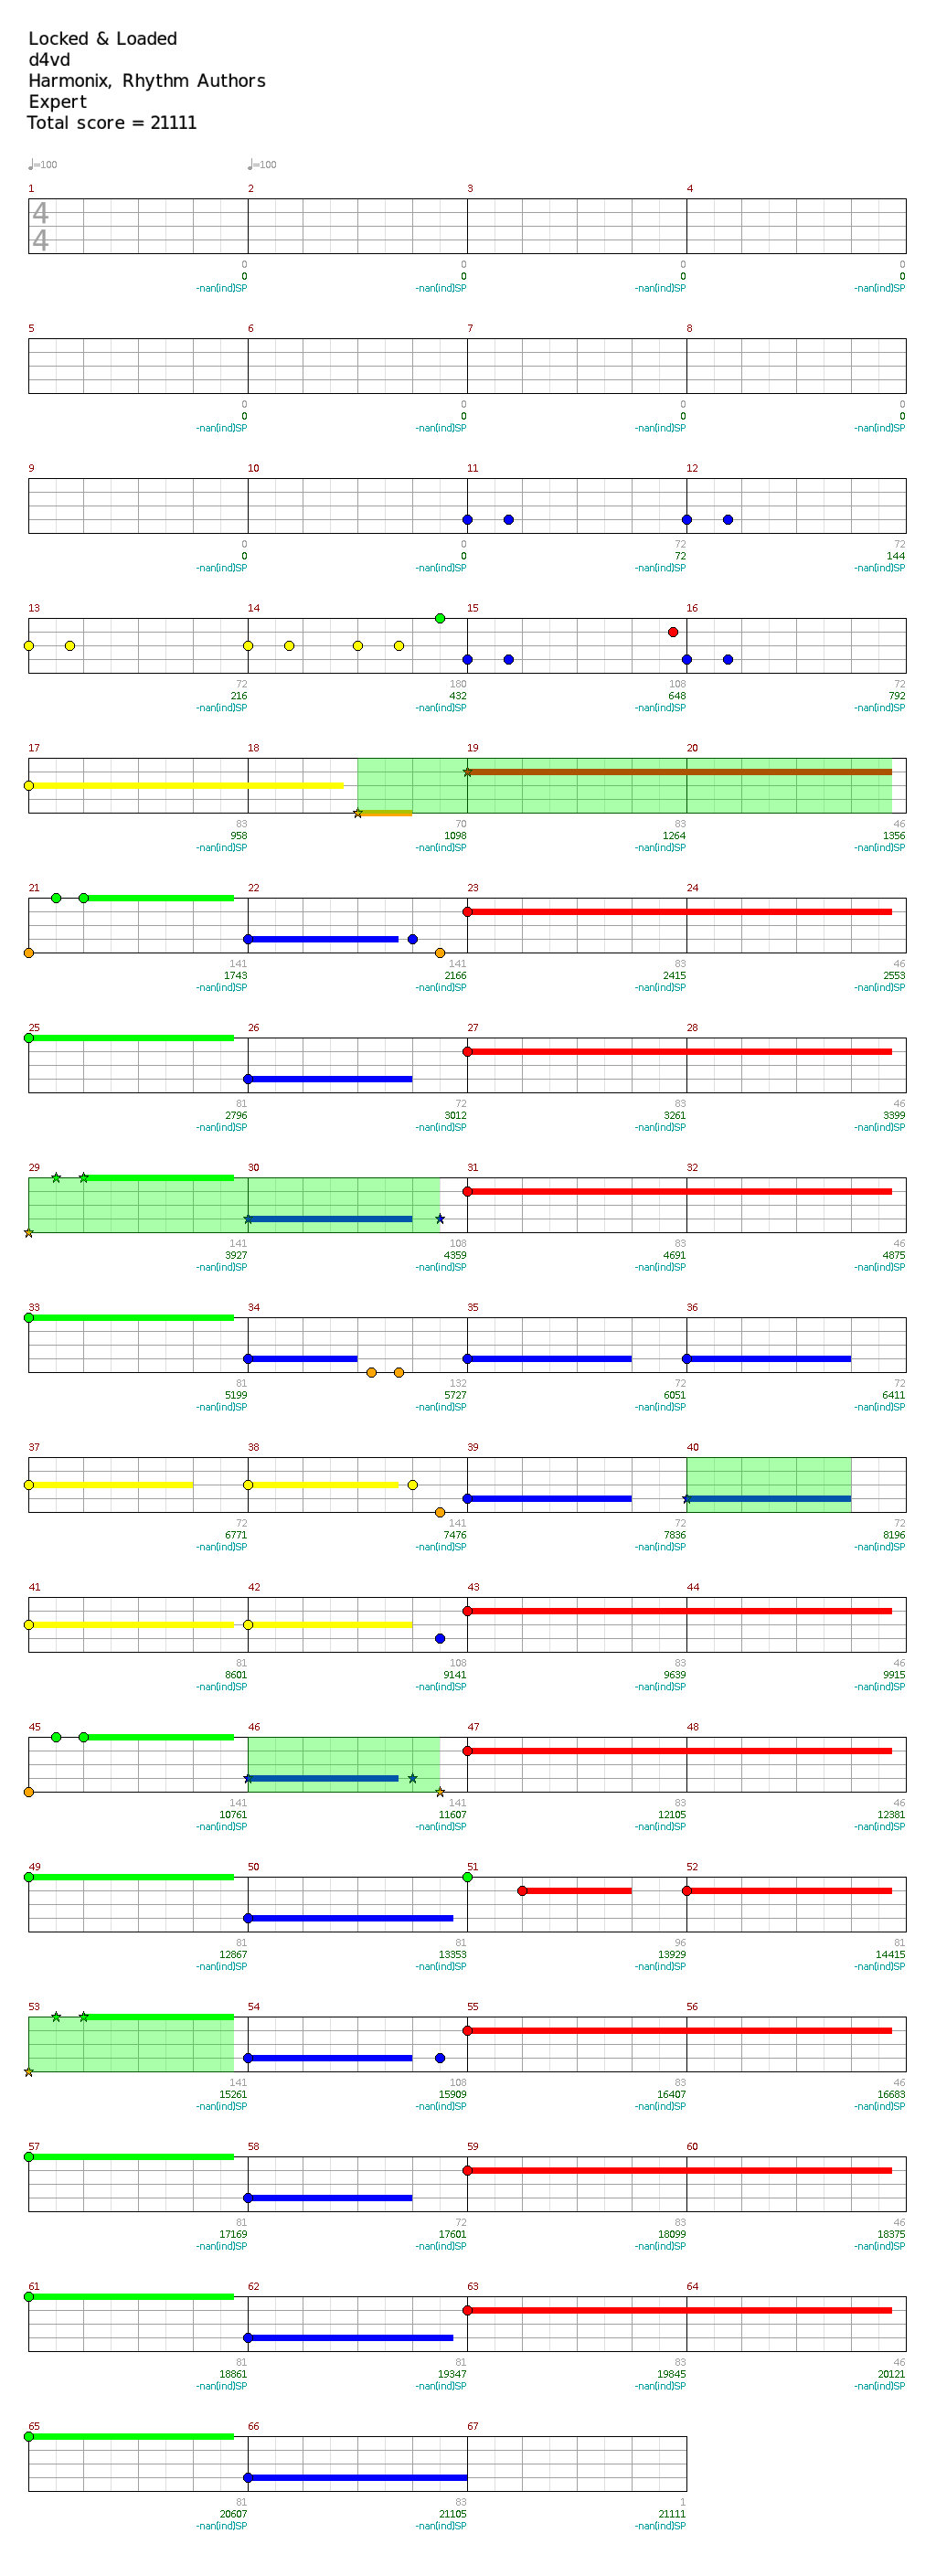 Locked & Loaded
d4vd
Harmonix, Rhythm Authors
Expert
Total score = 21111
♩=100 ♩=100
1 2 3 4
4
4
0 0 0 0
0 0 0 0
-nan(ind)SP -nan(ind)SP -nan(ind)SP -nan(ind)SP
5 6 7 8
0 0 0 0
0 0 0 0
-nan(ind)SP -nan(ind)SP -nan(ind)SP -nan(ind)SP
9 10 11 12
0 0 72 72
0 0 72 144
-nan(ind)SP -nan(ind)SP -nan(ind)SP -nan(ind)SP
13 14 15 16
72 180 108 72
216 432 648 792
-nan(ind)SP -nan(ind)SP -nan(ind)SP -nan(ind)SP
17 18 19 20
83 70 83 46
958 1098 1264 1356
-nan(ind)SP -nan(ind)SP -nan(ind)SP -nan(ind)SP
21 22 23 24
141 141 83 46
1743 2166 2415 2553
-nan(ind)SP -nan(ind)SP -nan(ind)SP -nan(ind)SP
25 26 27 28
81 72 83 46
2796 3012 3261 3399
-nan(ind)SP -nan(ind)SP -nan(ind)SP -nan(ind)SP
29 30 31 32
141 108 83 46
3927 4359 4691 4875
-nan(ind)SP -nan(ind)SP -nan(ind)SP -nan(ind)SP
33 34 35 36
81 132 72 72
5199 5727 6051 6411
-nan(ind)SP -nan(ind)SP -nan(ind)SP -nan(ind)SP
37 38 39 40
72 141 72 72
6771 7476 7836 8196
-nan(ind)SP -nan(ind)SP -nan(ind)SP -nan(ind)SP
41 42 43 44
81 108 83 46
8601 9141 9639 9915
-nan(ind)SP -nan(ind)SP -nan(ind)SP -nan(ind)SP
45 46 47 48
141 141 83 46
10761 11607 12105 12381
-nan(ind)SP -nan(ind)SP -nan(ind)SP -nan(ind)SP
49 50 51 52
81 81 96 81
12867 13353 13929 14415
-nan(ind)SP -nan(ind)SP -nan(ind)SP -nan(ind)SP
53 54 55 56
141 108 83 46
15261 15909 16407 16683
-nan(ind)SP -nan(ind)SP -nan(ind)SP -nan(ind)SP
57 58 59 60
81 72 83 46
17169 17601 18099 18375
-nan(ind)SP -nan(ind)SP -nan(ind)SP -nan(ind)SP
61 62 63 64
81 81 83 46
18861 19347 19845 20121
-nan(ind)SP -nan(ind)SP -nan(ind)SP -nan(ind)SP
65 66 67
81 83 1
20607 21105 21111
-nan(ind)SP -nan(ind)SP -nan(ind)SP